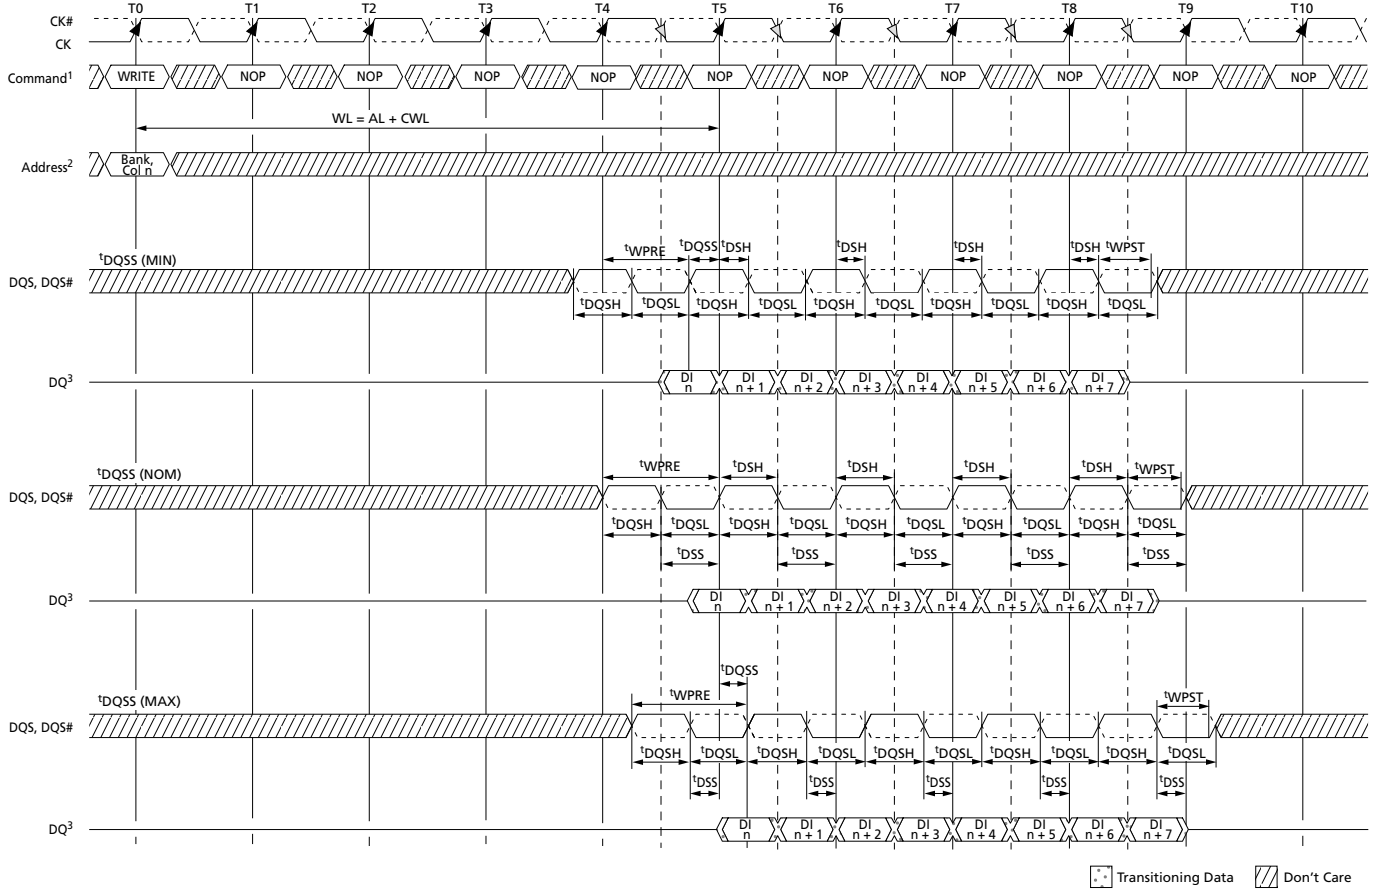 T0 T1 T2 T3 T4 T5 T6 T7 T8 T9 T10
CK#
CK
Command1 WRITE NOP NOP NOP NOP NOP NOP NOP NOP NOP NOP
WL = AL + CWL
Address2 Bank, Col n
tDQSS (MIN) tWPRE tDQSS tDSH tDSH tDSH tDSH tWPST
DQS, DQS#
tDQSH tDQSL tDQSH tDQSL tDQSH tDQSL tDQSH tDQSL tDQSH tDQSL
DQ3 DI n DI n + 1 DI n + 2 DI n + 3 DI n + 4 DI n + 5 DI n + 6 DI n + 7
tDQSS (NOM) tWPRE tDSH tDSH tDSH tDSH tWPST
DQS, DQS#
tDQSH tDQSL tDQSH tDQSL tDQSH tDQSL tDQSH tDQSL tDQSH tDQSL
tDSS tDSS tDSS tDSS tDSS
DQ3 DI n DI n + 1 DI n + 2 DI n + 3 DI n + 4 DI n + 5 DI n + 6 DI n + 7
tDQSS
tDQSS (MAX) tWPRE tWPST
DQS, DQS#
tDQSH tDQSL tDQSH tDQSL tDQSH tDQSL tDQSH tDQSL tDQSH tDQSL
tDSS tDSS tDSS tDSS tDSS
DQ3 DI n DI n + 1 DI n + 2 DI n + 3 DI n + 4 DI n + 5 DI n + 6 DI n + 7
Transitioning Data Don't Care